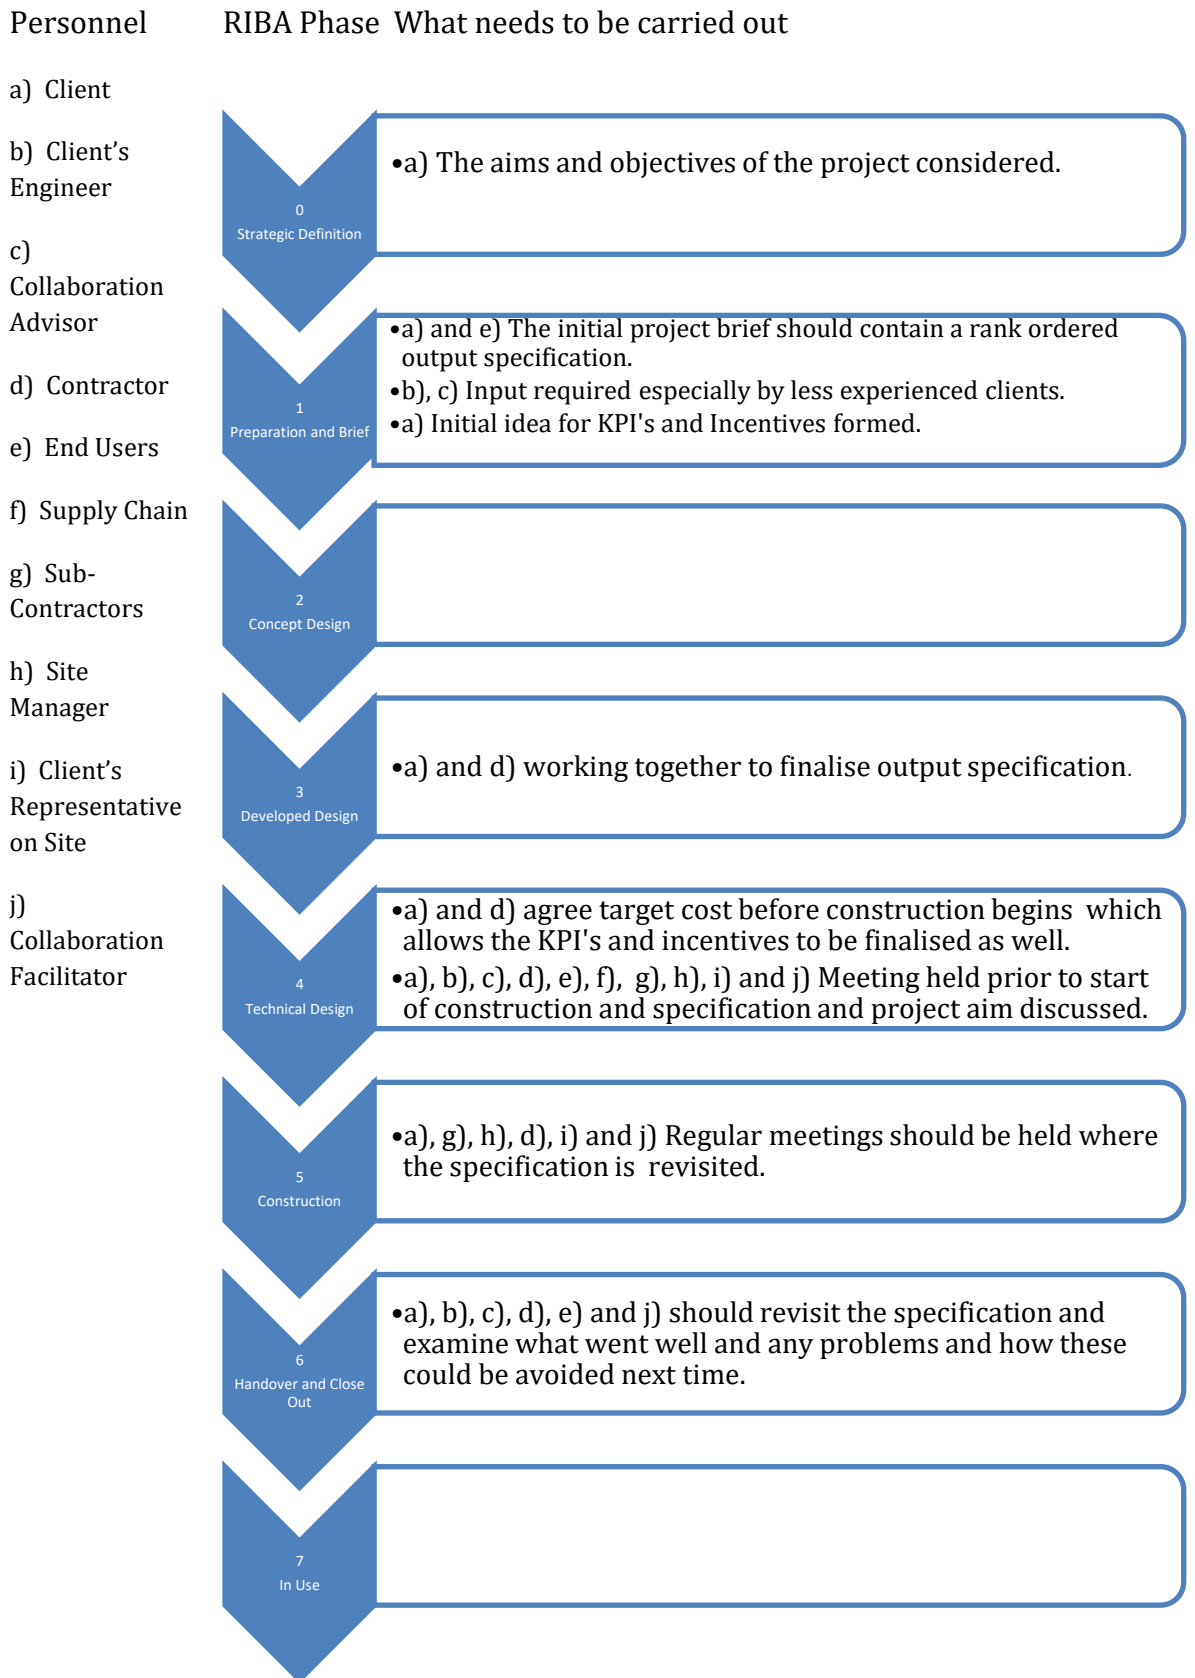 Personnel RIBA Phase What needs to be carried out
a) Client
b) Client’s
Engineer
c)
Collaboration
Advisor
d) Contractor
e) End Users
f) Supply Chain
g) Sub-
Contractors
h) Site
Manager
i) Client’s
Representative
on Site
j)
Collaboration
Facilitator
0
Strategic Definition
•a) The aims and objectives of the project considered.
1
Preparation and Brief
•a) and e) The initial project brief should contain a rank ordered
output specification.
•b), c) Input required especially by less experienced clients.
•a) Initial idea for KPI's and Incentives formed.
2
Concept Design
3
Developed Design
•a) and d) working together to finalise output specification.
4
Technical Design
•a) and d) agree target cost before construction begins which
allows the KPI's and incentives to be finalised as well.
•a), b), c), d), e), f), g), h), i) and j) Meeting held prior to start
of construction and specification and project aim discussed.
5
Construction
•a), g), h), d), i) and j) Regular meetings should be held where
the specification is revisited.
6
Handover and Close
Out
•a), b), c), d), e) and j) should revisit the specification and
examine what went well and any problems and how these
could be avoided next time.
7
In Use